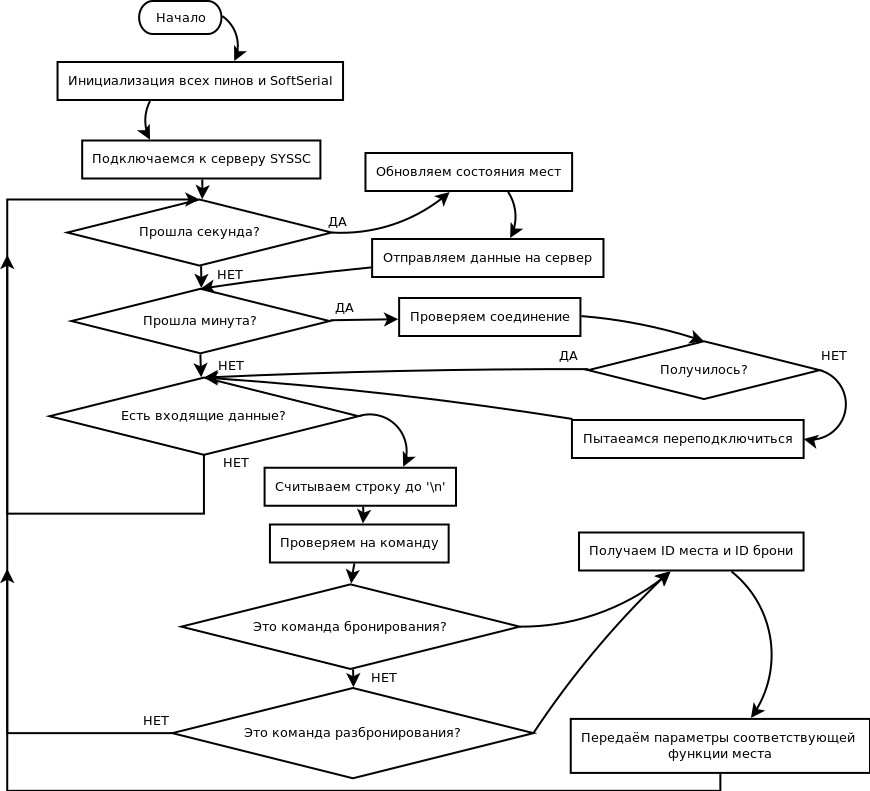 Начало
Инициализация всех пинов и SoftSerial
Подключаемся к серверу SYSSC
Обновляем состояния мест
ДА
Прошла секунда?
Отправляем данные на сервер
НЕТ
ДА
Проверяем соединение
Прошла минута?
ДА
НЕТ
НЕТ
Получилось?
Есть входящие данные?
Пытаеамся переподключиться
НЕТ
Считываем строку до '\n'
Проверяем на команду
Получаем ID места и ID брони
Это команда бронирования?
НЕТ
НЕТ
Это команда разбронирования?
Передаём параметры соответствующей
функции места